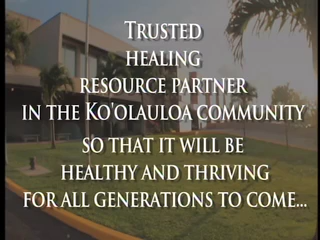 Trusted
healing
resource partner
in the Ko'olauloa community
so that it will be
healthy and thriving
for all generations to come...